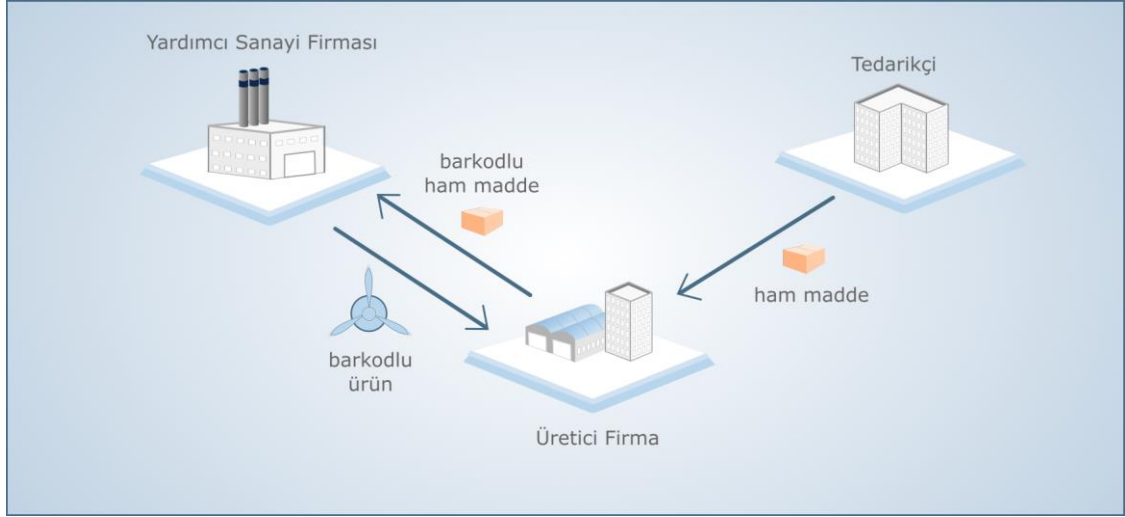 Yardımcı Sanayi Firması
Tedarikçi
barkodlu
ham madde
ham madde
barkodlu
ürün
Üretici Firma